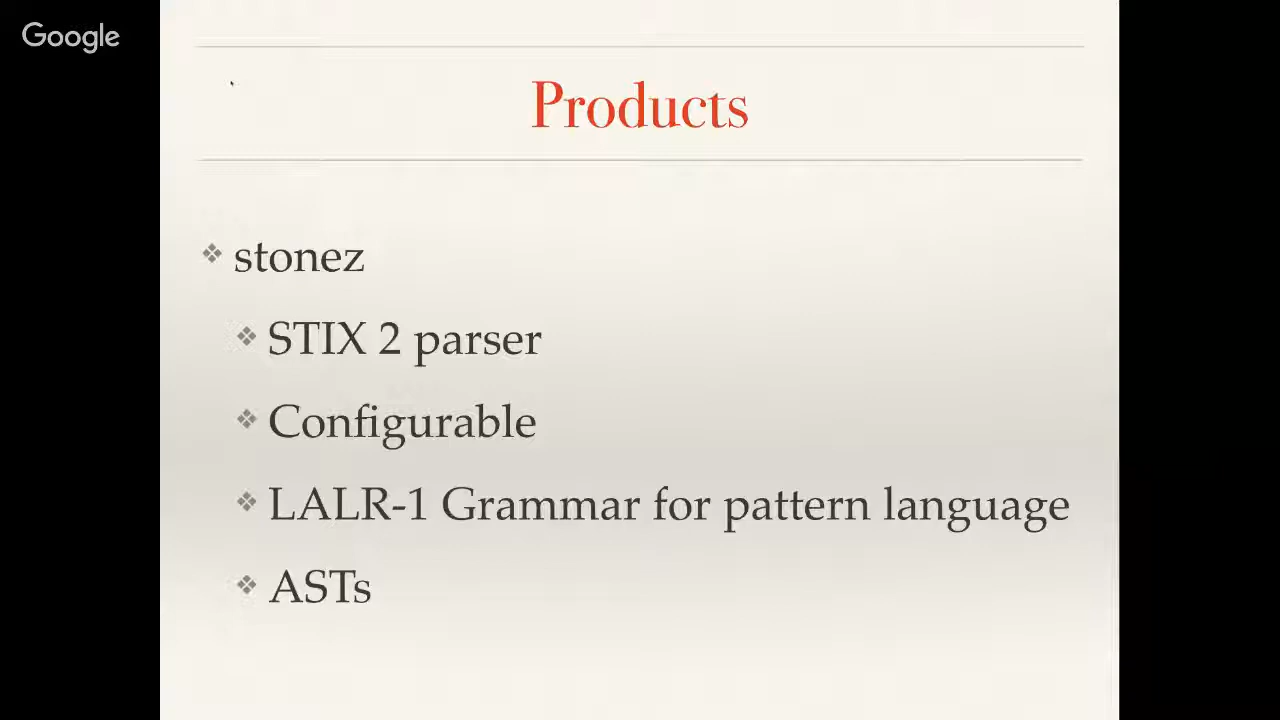 Google
Products
stonez
STIX 2 parser
Configurable
LALR-1 Grammar for pattern language
ASTs